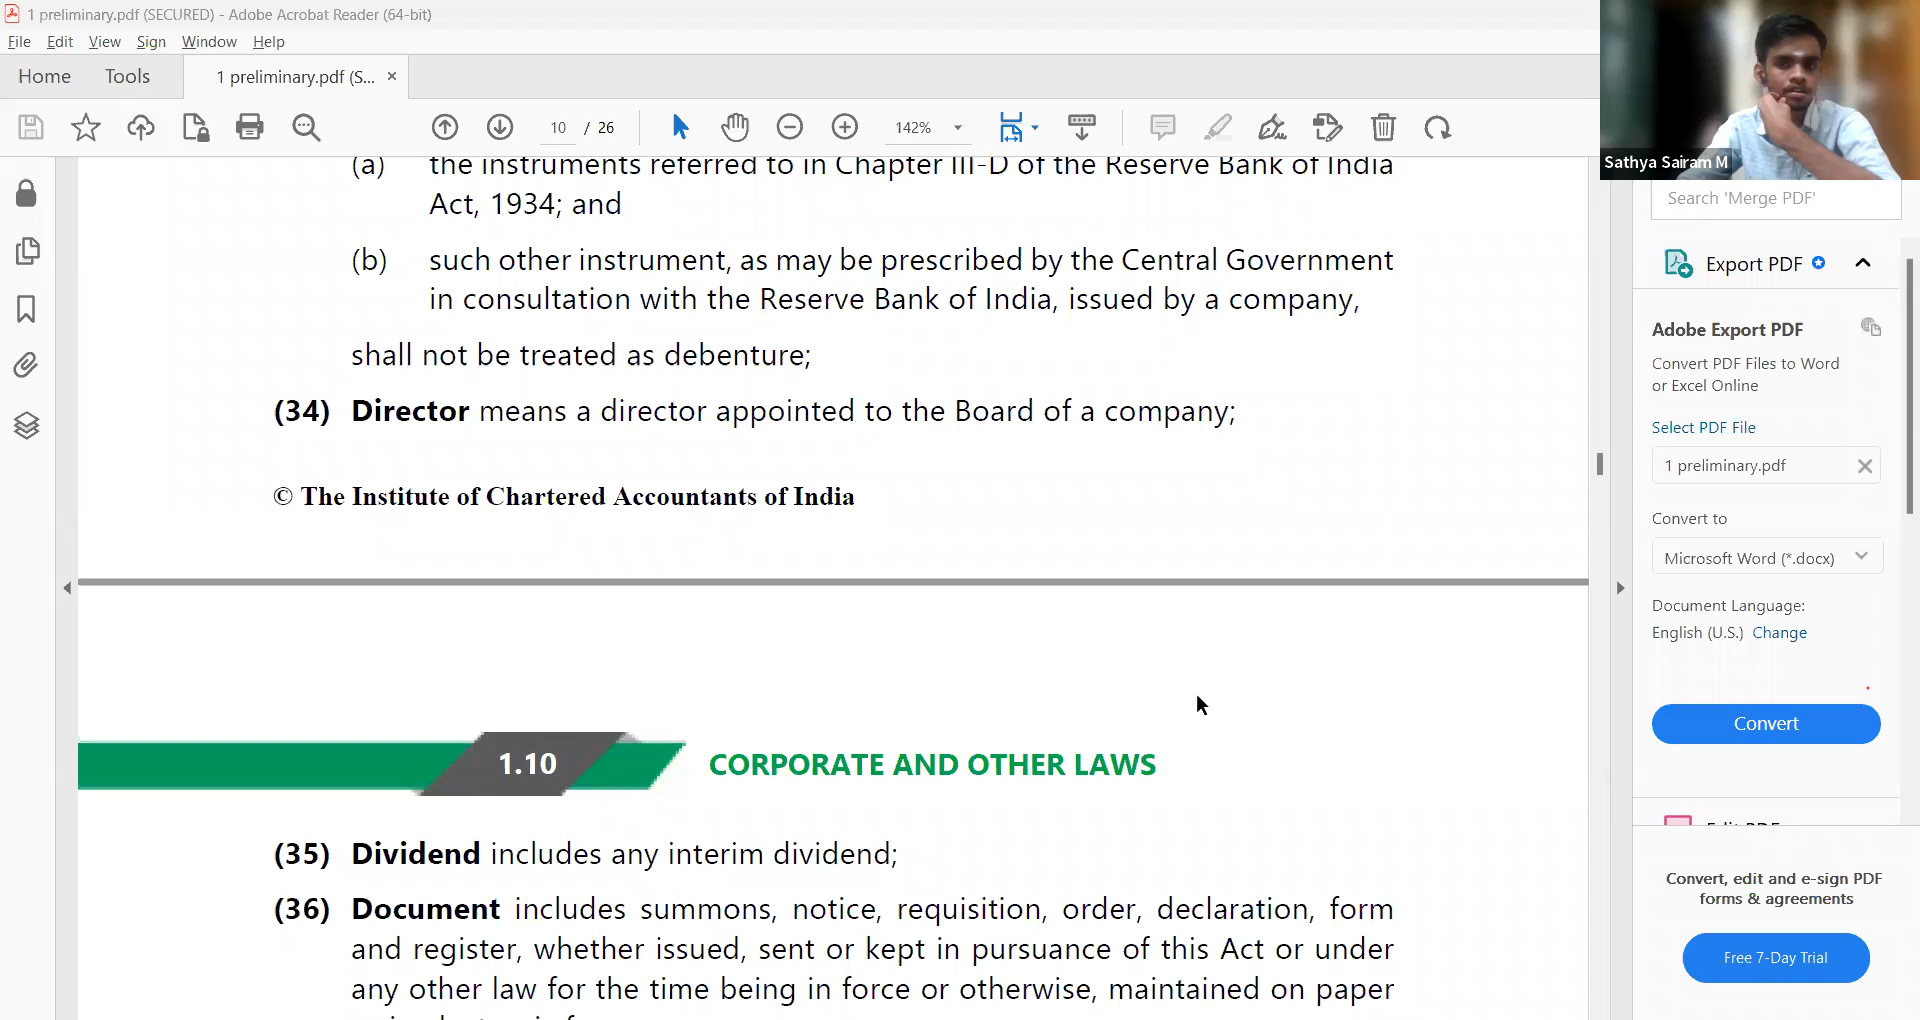 1 preliminary.pdf (SECURED) - Adobe Acrobat Reader (64-bit)
File Edit View Sign Window Help
Home Tools 1 preliminary.pdf (S... ×
10 / 26 142%
Sathya Sairam M
(a) the instruments referred to in Chapter III-D of the Reserve Bank of India
Act, 1934; and
(b) such other instrument, as may be prescribed by the Central Government
in consultation with the Reserve Bank of India, issued by a company,
shall not be treated as debenture;
(34) Director means a director appointed to the Board of a company;
© The Institute of Chartered Accountants of India
1.10 CORPORATE AND OTHER LAWS
(35) Dividend includes any interim dividend;
(36) Document includes summons, notice, requisition, order, declaration, form
and register, whether issued, sent or kept in pursuance of this Act or under
any other law for the time being in force or otherwise, maintained on paper
Search 'Merge PDF'
Export PDF
Adobe Export PDF
Convert PDF Files to Word
or Excel Online
Select PDF File
1 preliminary.pdf
Convert to
Microsoft Word (*.docx)
Document Language:
English (U.S.) Change
Convert
Edit PDF
Convert, edit and e-sign PDF
forms & agreements
Free 7-Day Trial